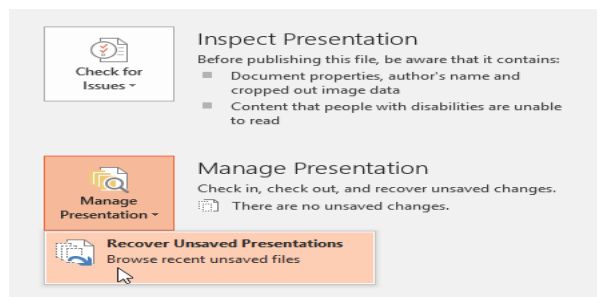 Inspect Presentation
Check for
Issues
Before publishing this file, be aware that it contains:
Document properties, author's name and
cropped out image data
Content that people with disabilities are unable
to read
Manage Presentation
Manage
Presentation
Check in, check out, and recover unsaved changes.
There are no unsaved changes.
Recover Unsaved Presentations
Browse recent unsaved files